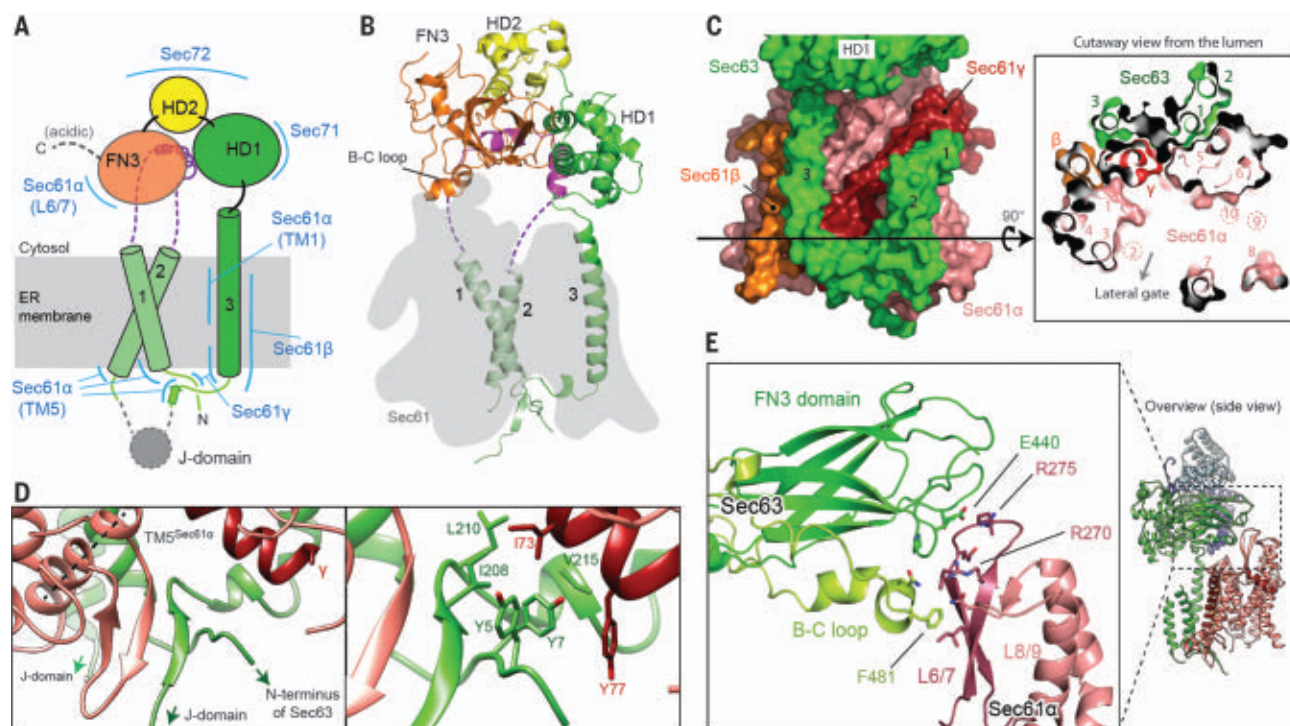 A
Sec72
HD2
(acidic)
C
FN3
HD1
Sec71
Sec61α
(L6/7)
Sec61α
(TM1)
Cytosol
ER
membrane
1
2
3
Sec61β
Sec61α
(TM5)
N
Sec61γ
J-domain
B
HD2
FN3
HD1
B-C loop
1
2
3
Sec61
C
HD1
Sec63
Sec61γ
Sec61β
1
3
2
Sec61α
90°
Cutaway view from the lumen
Sec63
2
3
1
β
γ
5
6
1
10
9
4
3
2
Sec61α
7
8
Lateral gate
D
TM5Sec61α
γ
J-domain
J-domain
N-terminus
of Sec63
L210
I73
V215
I208
Y5
Y7
Y77
E
FN3 domain
E440
R275
Sec63
R270
B-C loop
L8/9
F481
L6/7
Sec61α
Overview (side view)